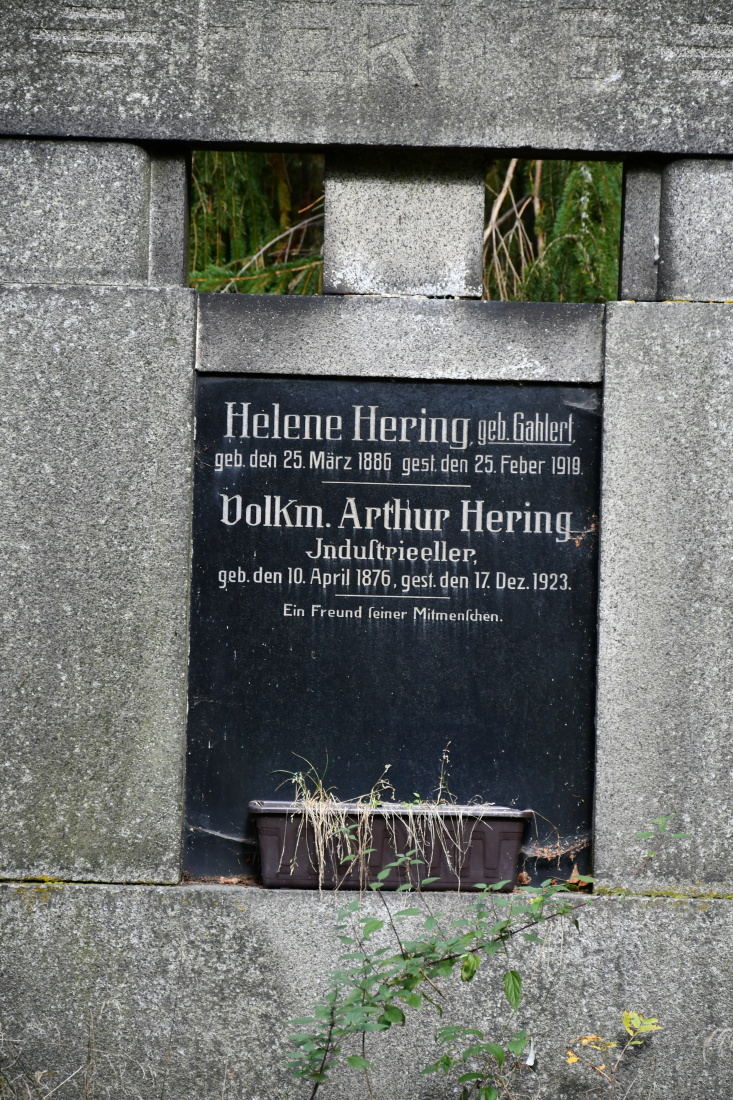 Helene Hering, geb. Gahlert,
geb. den 25. März 1886 gest. den 25. Feber 1919.
Volkm. Arthur Hering
Jnduſtrieeller,
geb. den 10. April 1876, gest. den 17. Dez. 1923.
Ein Freund ſeiner Mitmenſchen.